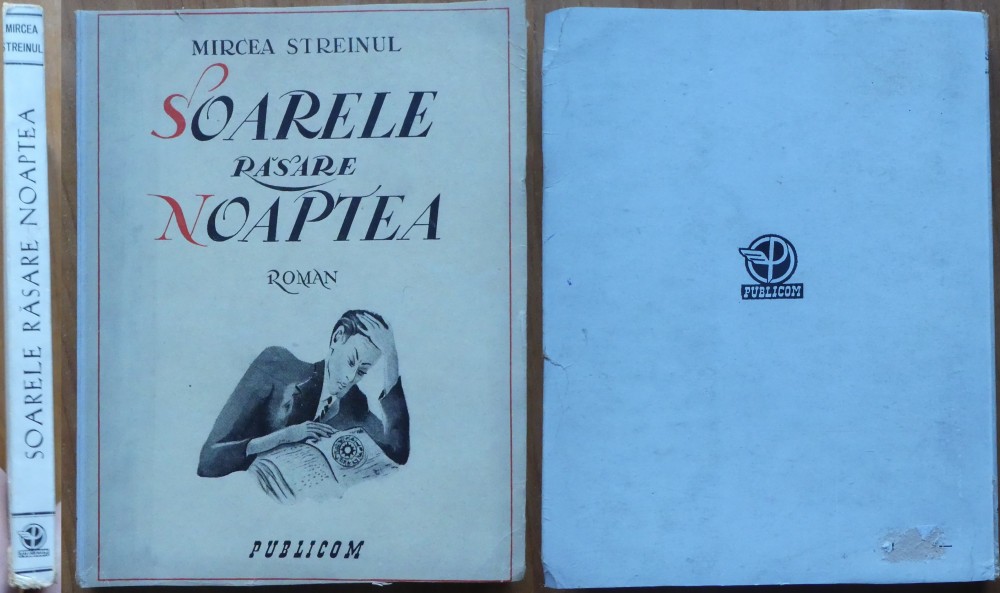 MIRCEA
STREINUL
SOARELE RĂSARE NOAPTEA
MIRCEA STREINUL
SOARELE
RĂSARE
NOAPTEA
ROMAN
PUBLICOM
PUBLICOM